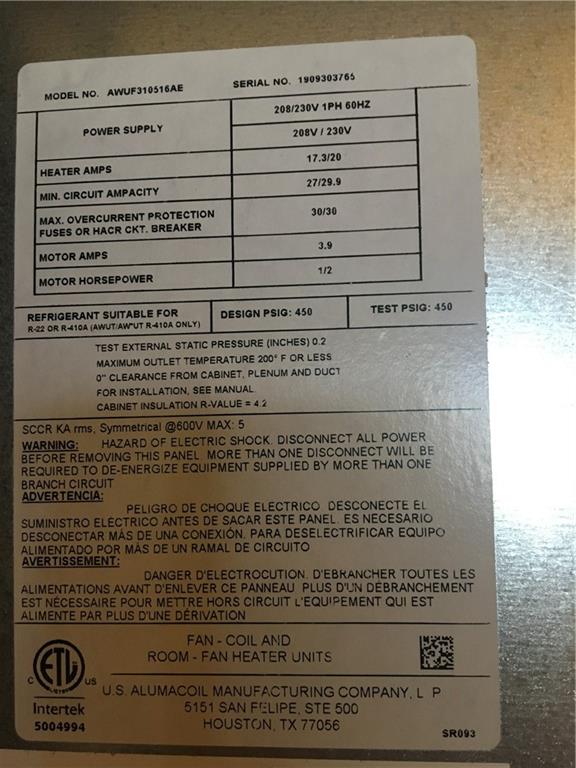 MODEL NO. AWUF310516AE SERIAL NO. 1909303765
POWER SUPPLY 208/230V 1PH 60HZ
208V / 230V
HEATER AMPS 17.3/20
MIN. CIRCUIT AMPACITY 27/29.9
MAX. OVERCURRENT PROTECTION
FUSES OR HACR CKT. BREAKER 30/30
MOTOR AMPS 3.9
MOTOR HORSEPOWER 1/2
REFRIGERANT SUITABLE FOR DESIGN PSIG: 450 TEST PSIG: 450
R-22 OR R-410A (AWUT/AW*UT R-410A ONLY)
TEST EXTERNAL STATIC PRESSURE (INCHES) 0.2
MAXIMUM OUTLET TEMPERATURE 200° F OR LESS
0" CLEARANCE FROM CABINET, PLENUM AND DUCT
FOR INSTALLATION, SEE MANUAL.
CABINET INSULATION R-VALUE = 4.2
SCCR KA rms, Symmetrical @600V MAX: 5
WARNING: HAZARD OF ELECTRIC SHOCK. DISCONNECT ALL POWER
BEFORE REMOVING THIS PANEL. MORE THAN ONE DISCONNECT WILL BE
REQUIRED TO DE-ENERGIZE EQUIPMENT SUPPLIED BY MORE THAN ONE
BRANCH CIRCUIT
ADVERTENCIA:
PELIGRO DE CHOQUE ELECTRICO. DESCONECTE EL
SUMINISTRO ELÉCTRICO ANTES DE SACAR ESTE PANEL. ES NECESARIO
DESCONECTAR MÁS DE UNA CONEXIÓN. PARA DESELECTRIFICAR EQUIPO
ALIMENTADO POR MÁS DE UN RAMAL DE CIRCUITO
AVERTISSEMENT:
DANGER D'ELECTROCUTION. D'EBRANCHER TOUTES LES
ALIMENTATIONS AVANT D'ENLEVER CE PANNEAU. PLUS D'UN DÉBRANCHEMENT
EST NÉCESSAIRE POUR METTRE HORS CIRCUIT L'EQUIPEMENT QUI EST
ALIMENTE PAR PLUS D'UNE DÉRIVATION
FAN - COIL AND
ROOM - FAN HEATER UNITS
C ETL US
Intertek
5004994
U.S. ALUMACOIL MANUFACTURING COMPANY, L P
5151 SAN FELIPE, STE 500
HOUSTON, TX 77056
SR093